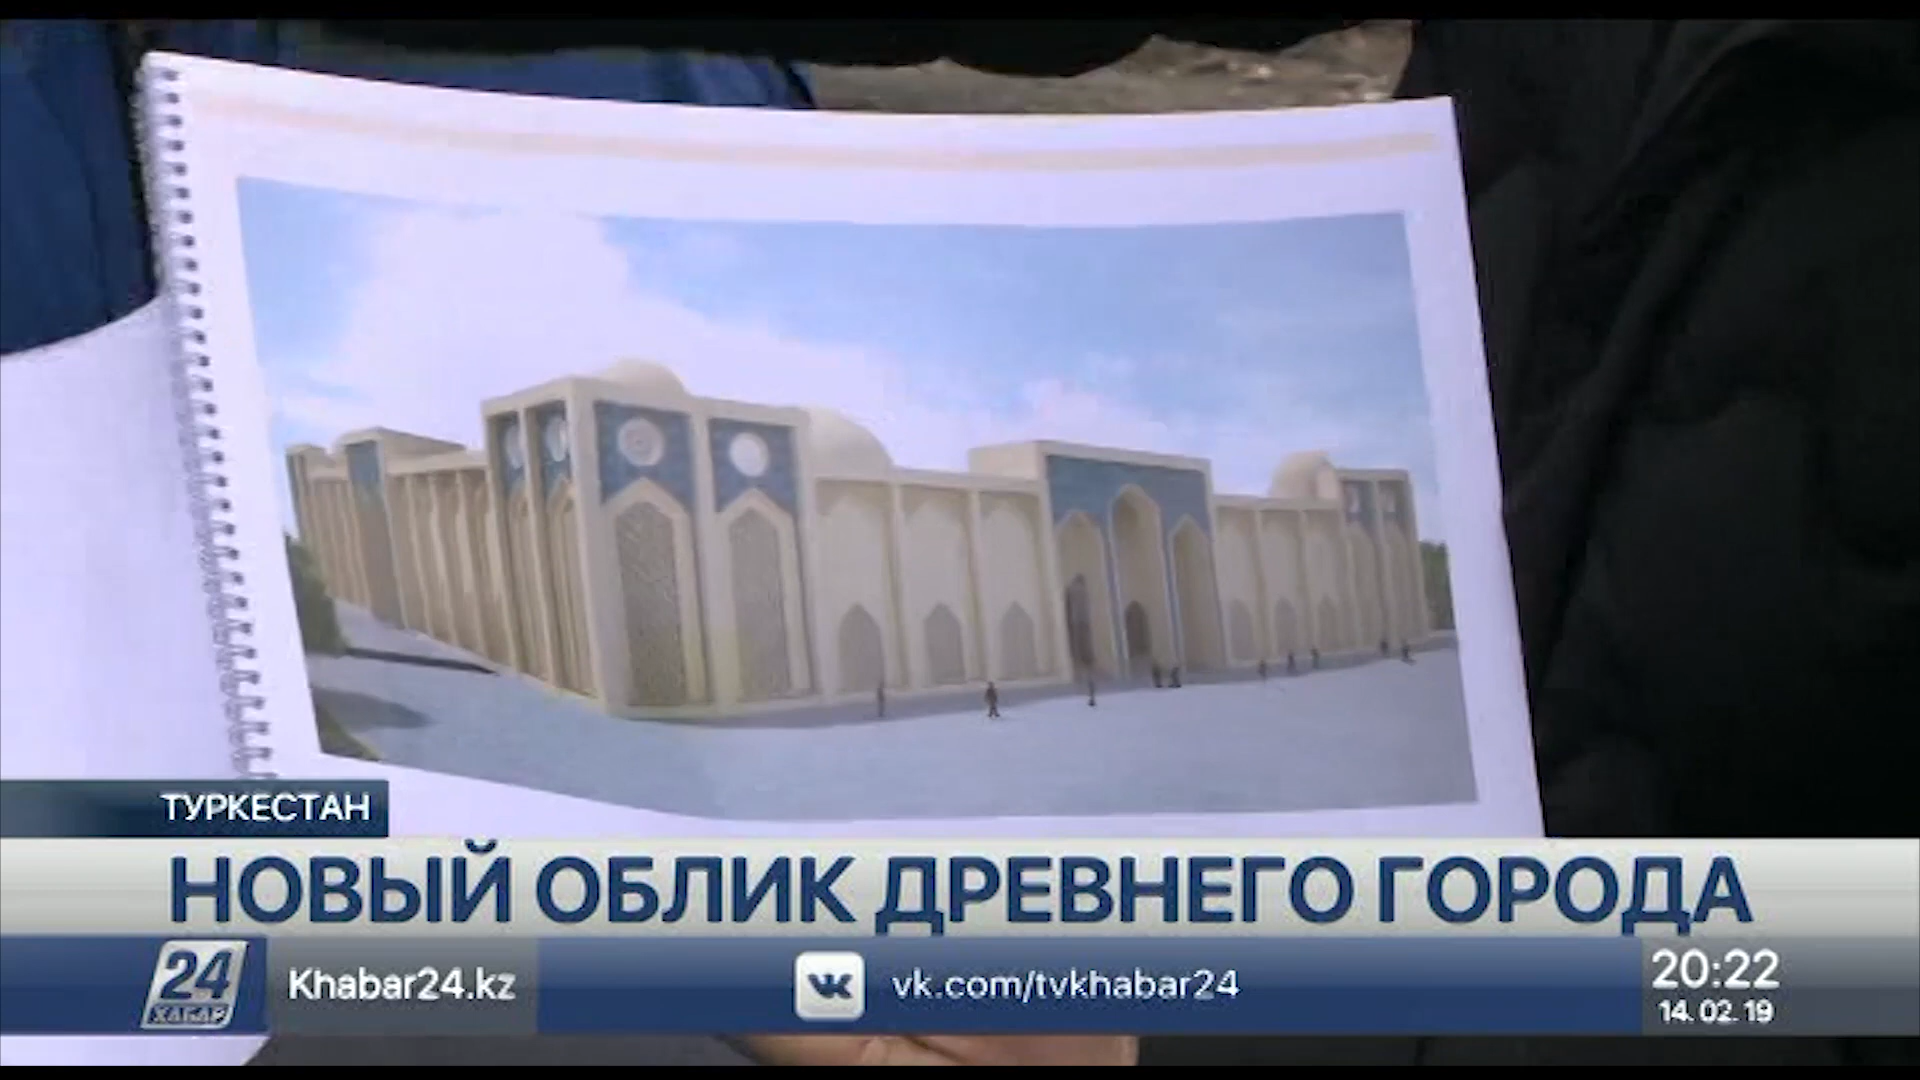 ТУРКЕСТАН
НОВЫЙ ОБЛИК ДРЕВНЕГО ГОРОДА
24
ХАБАР
Khabar24.kz
vk.com/tvkhabar24
20:22
14.02.19